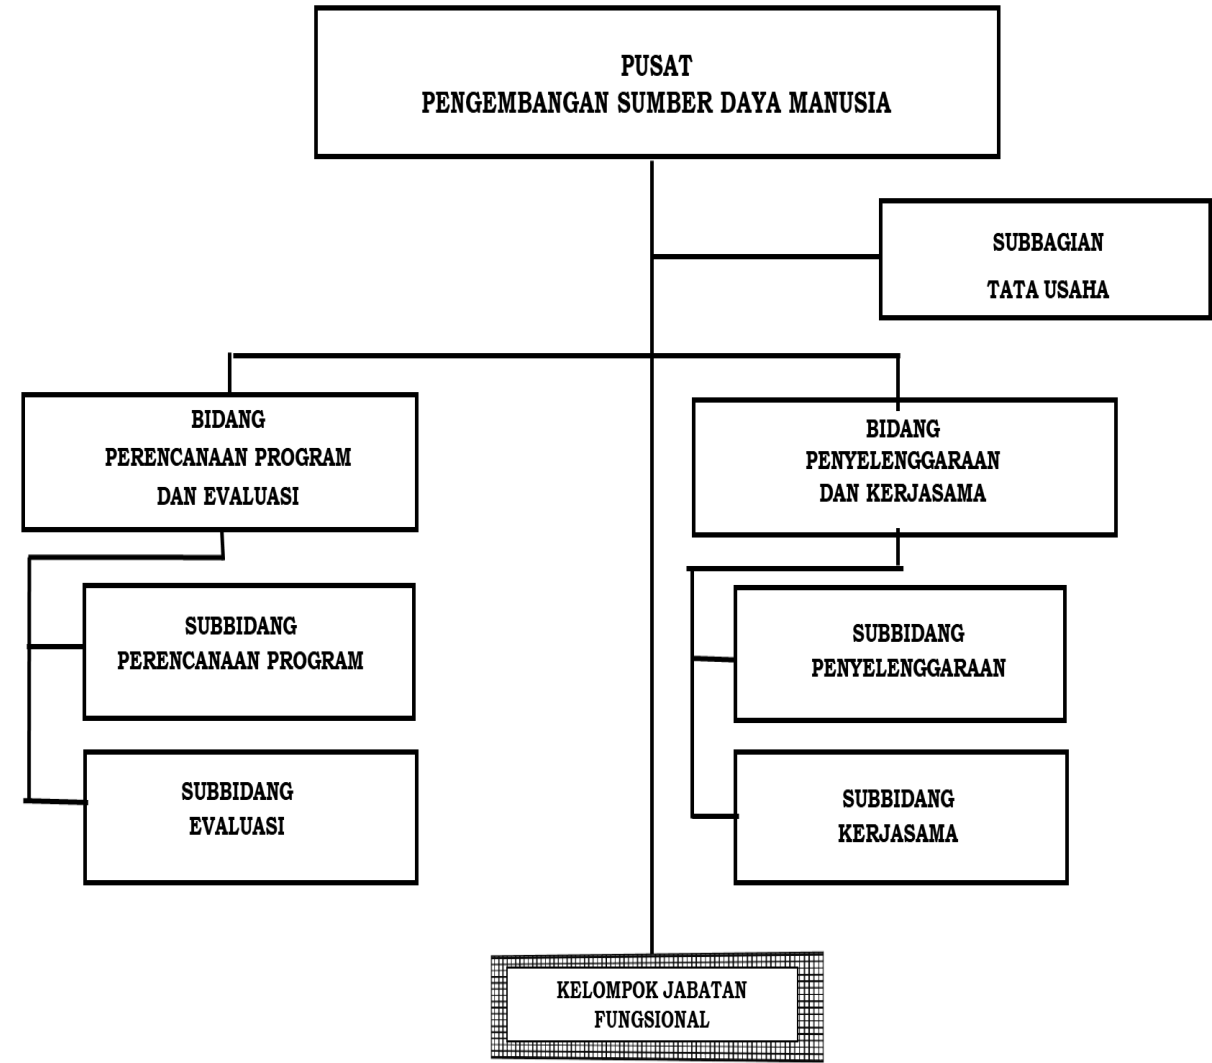 PUSAT
PENGEMBANGAN SUMBER DAYA MANUSIA
SUBBAGIAN
TATA USAHA
BIDANG
PERENCANAAN PROGRAM
DAN EVALUASI
BIDANG
PENYELENGGARAAN
DAN KERJASAMA
SUBBIDANG
PERENCANAAN PROGRAM
SUBBIDANG
PENYELENGGARAAN
SUBBIDANG
EVALUASI
SUBBIDANG
KERJASAMA
KELOMPOK JABATAN
FUNGSIONAL